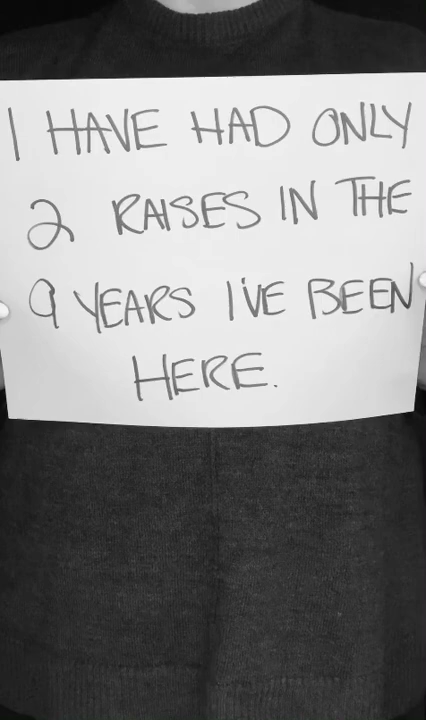 I HAVE HAD ONLY
2 RAISES IN THE
9 YEARS I'VE BEEN
HERE.